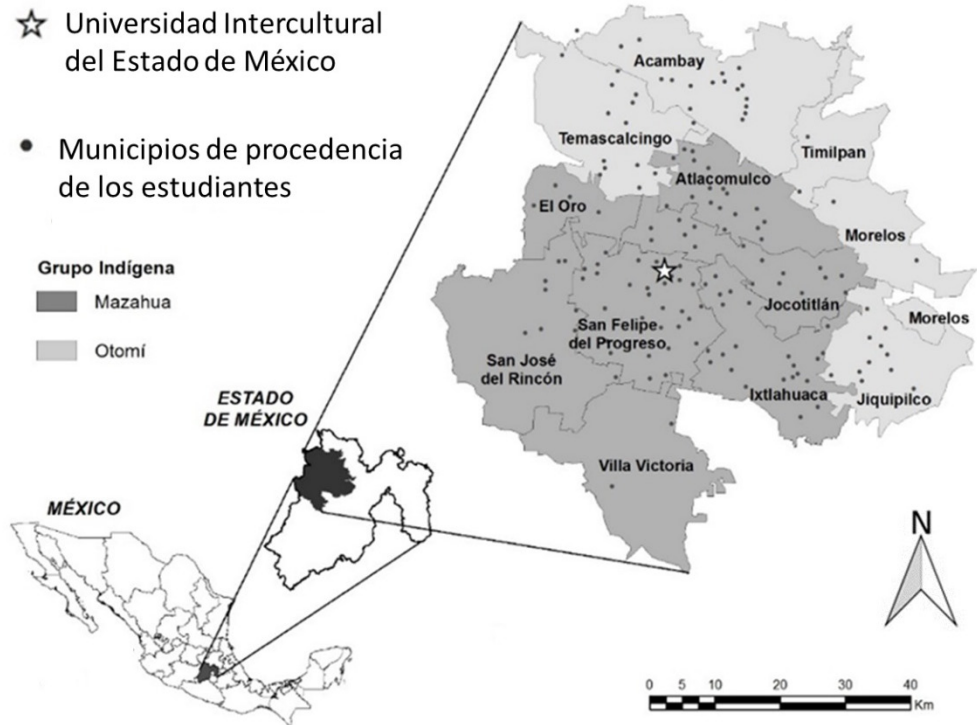 Universidad Intercultural
del Estado de México
Municipios de procedencia
de los estudiantes
Grupo Indígena
Mazahua
Otomí
ESTADO
DE MÉXICO
MÉXICO
Acambay
Temascalcingo
Timilpan
Atlacomulco
El Oro
Morelos
Jocotitlán
Morelos
San Felipe
del Progreso
San José
del Rincón
Ixtlahuaca
Jiquipilco
Villa Victoria
N
0 5 10 20 30 40
Km